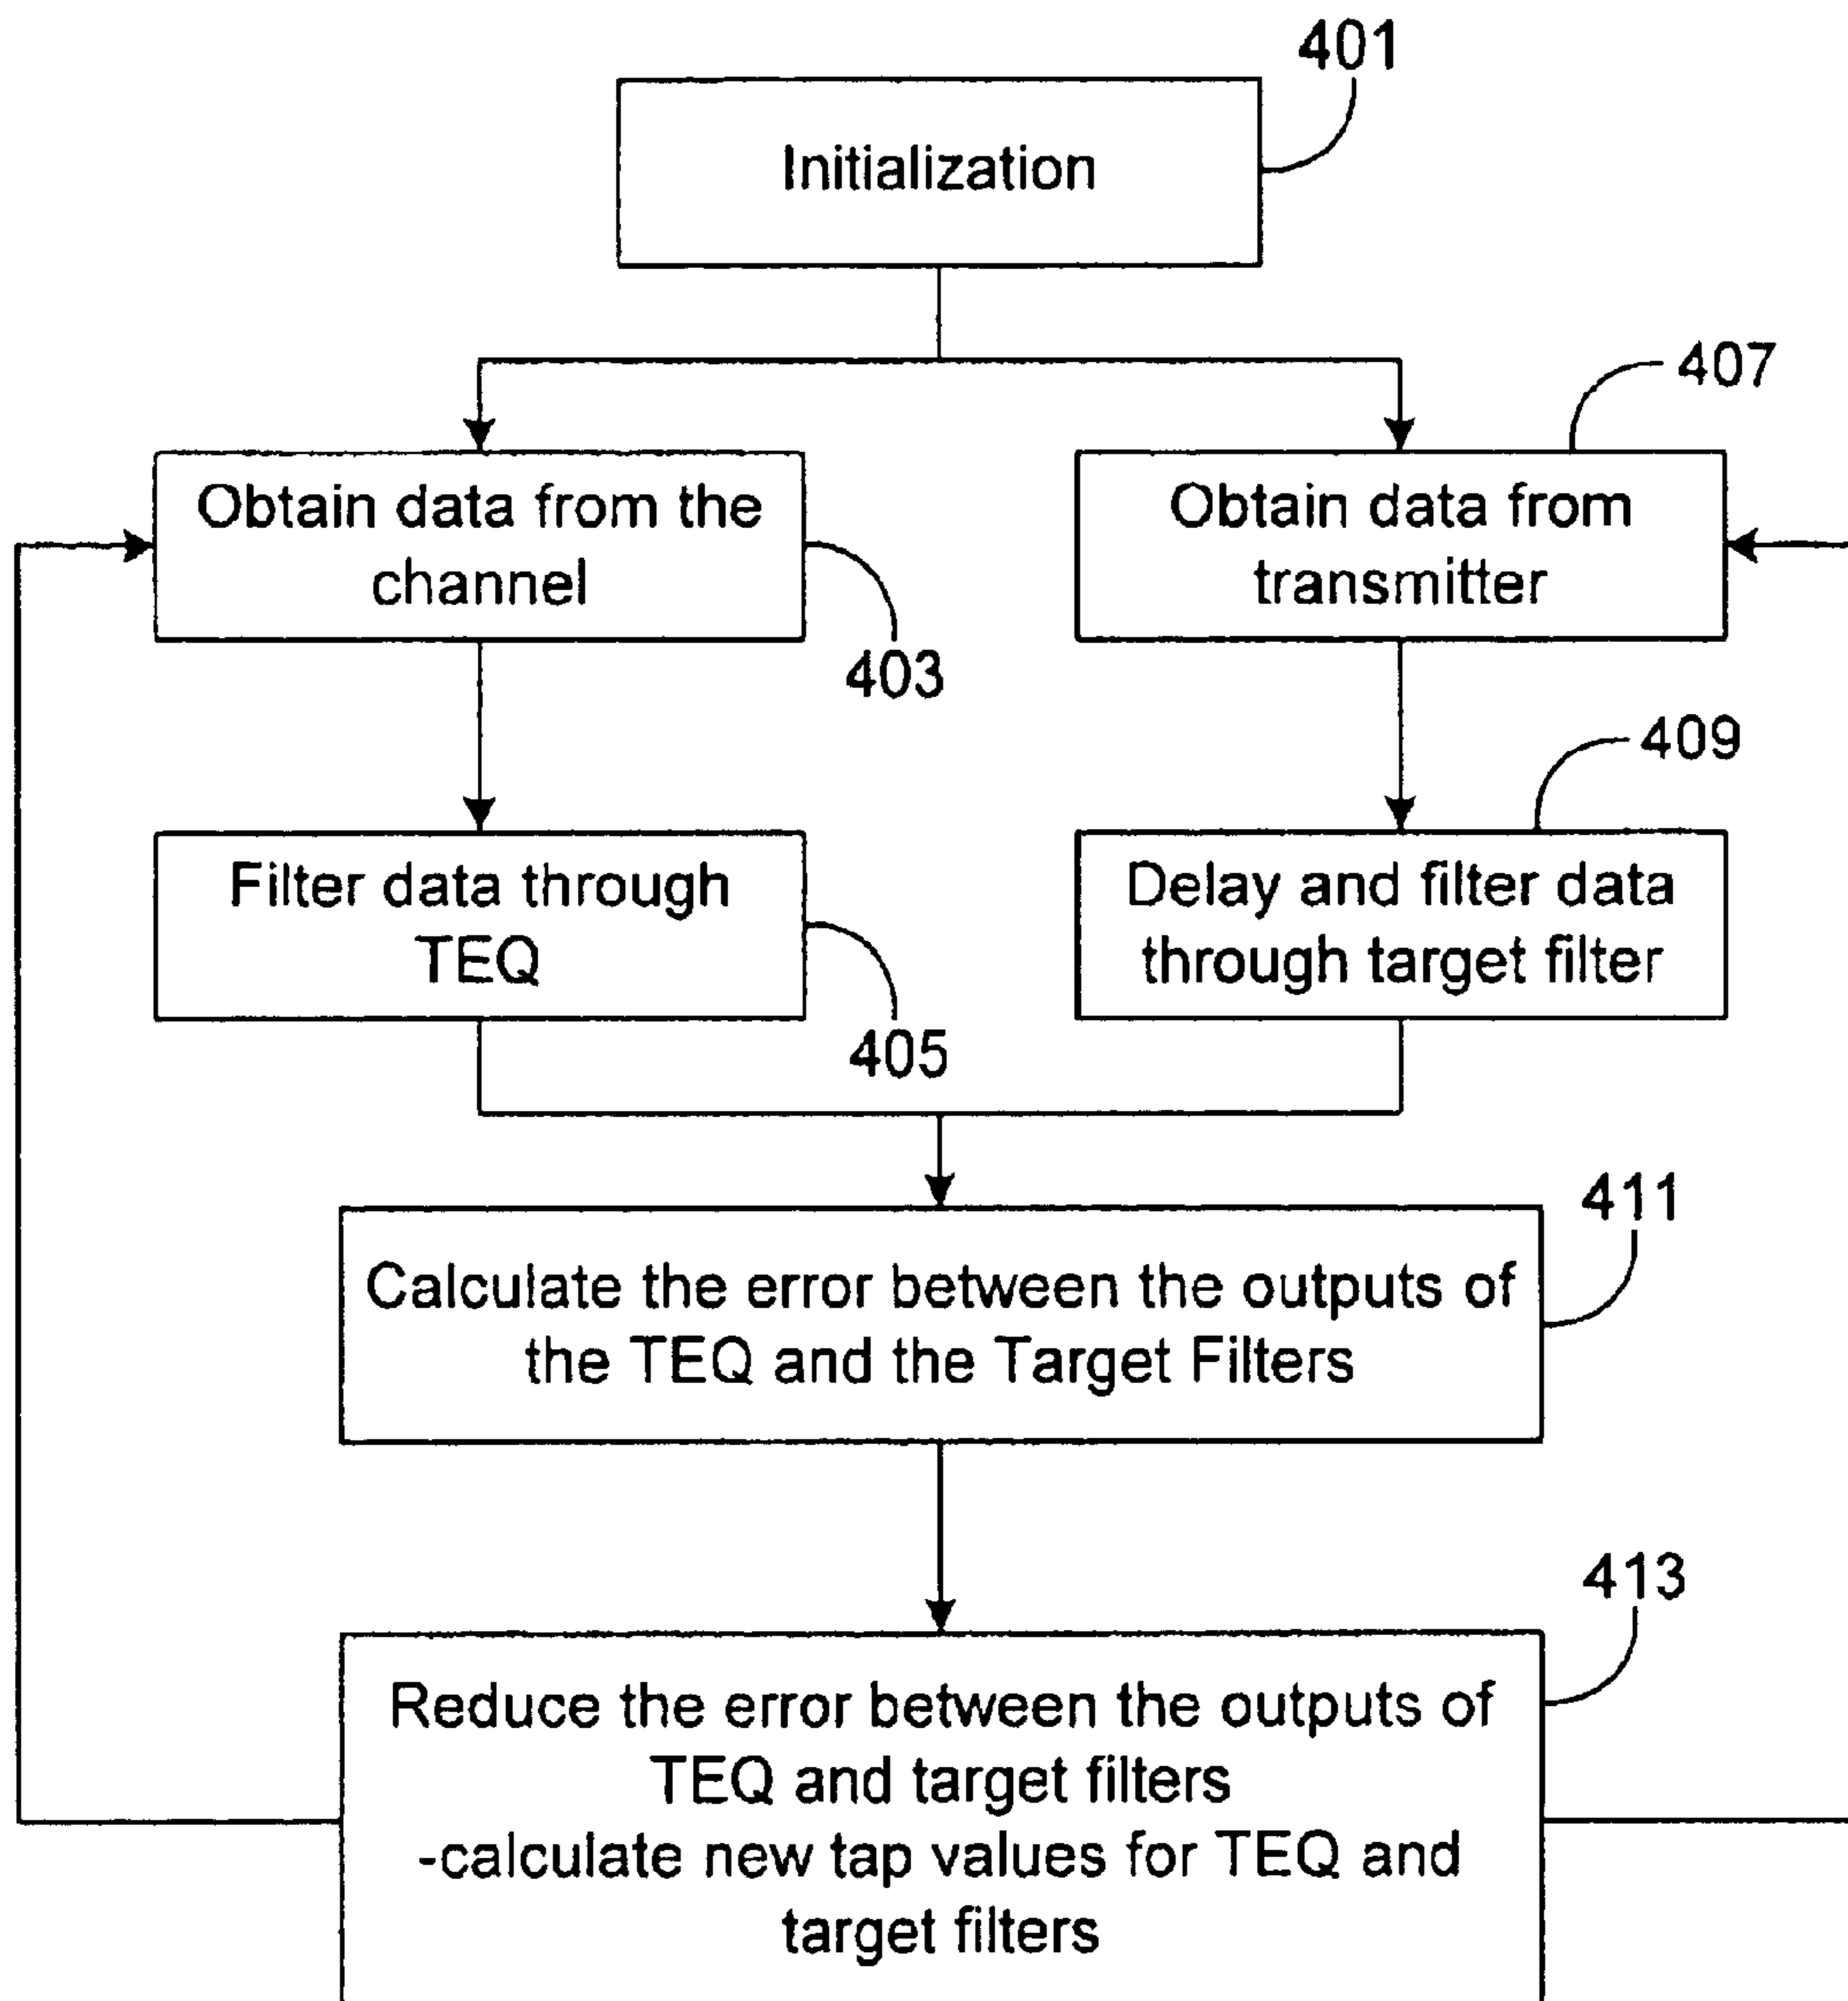 401
Initialization
407
Obtain data from the
channel
Obtain data from
transmitter
403
409
Filter data through
TEQ
Delay and filter data
through target filter
405
411
Calculate the error between the outputs of
the TEQ and the Target Filters
413
Reduce the error between the outputs of
TEQ and target filters
-calculate new tap values for TEQ and
target filters